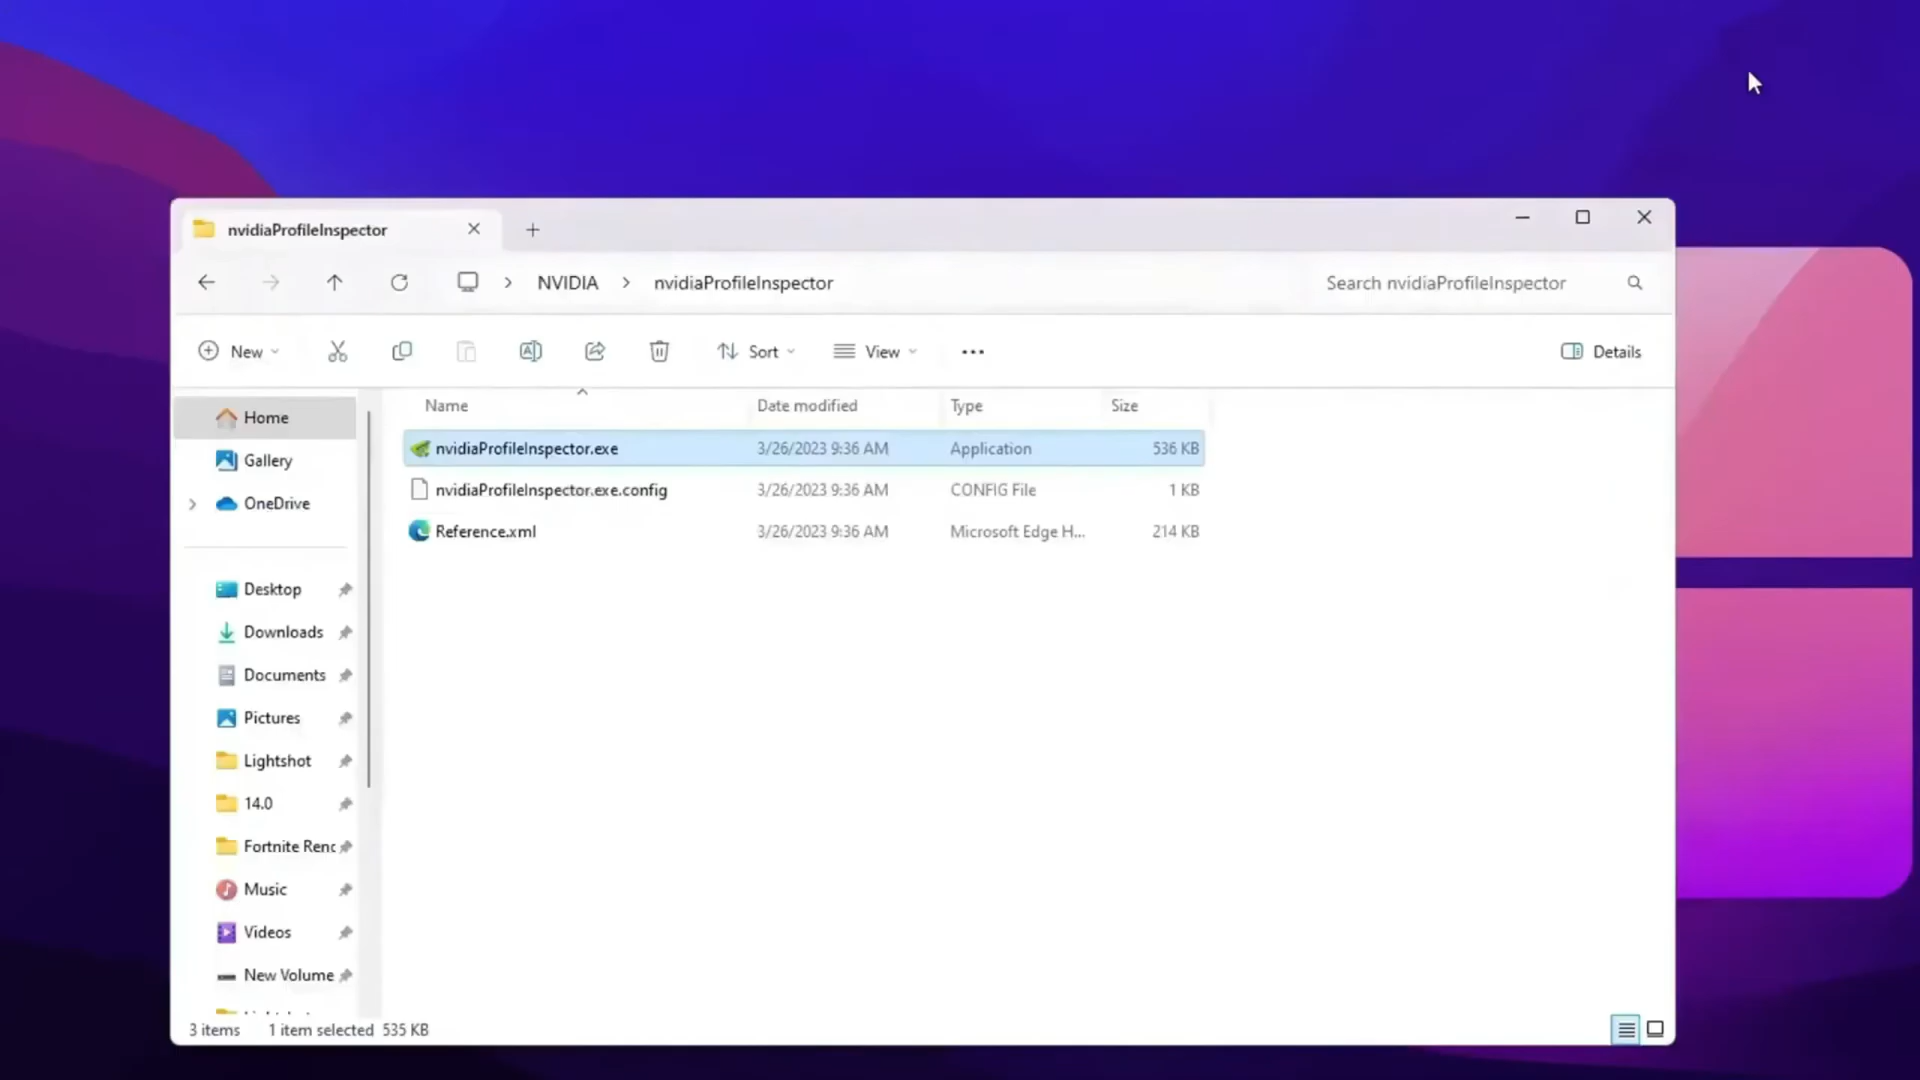 nvidiaProfileInspector
NVIDIA nvidiaProfileInspector Search nvidiaProfileInspector
New Sort View Details
Name Date modified Type Size
nvidiaProfileInspector.exe 3/26/2023 9:36 AM Application 536 KB
nvidiaProfileInspector.exe.config 3/26/2023 9:36 AM CONFIG File 1 KB
Reference.xml 3/26/2023 9:36 AM Microsoft Edge H... 214 KB
Home
Gallery
OneDrive
Desktop
Downloads
Documents
Pictures
Lightshot
14.0
Fortnite Renc
Music
Videos
New Volume
3 items 1 item selected 535 KB